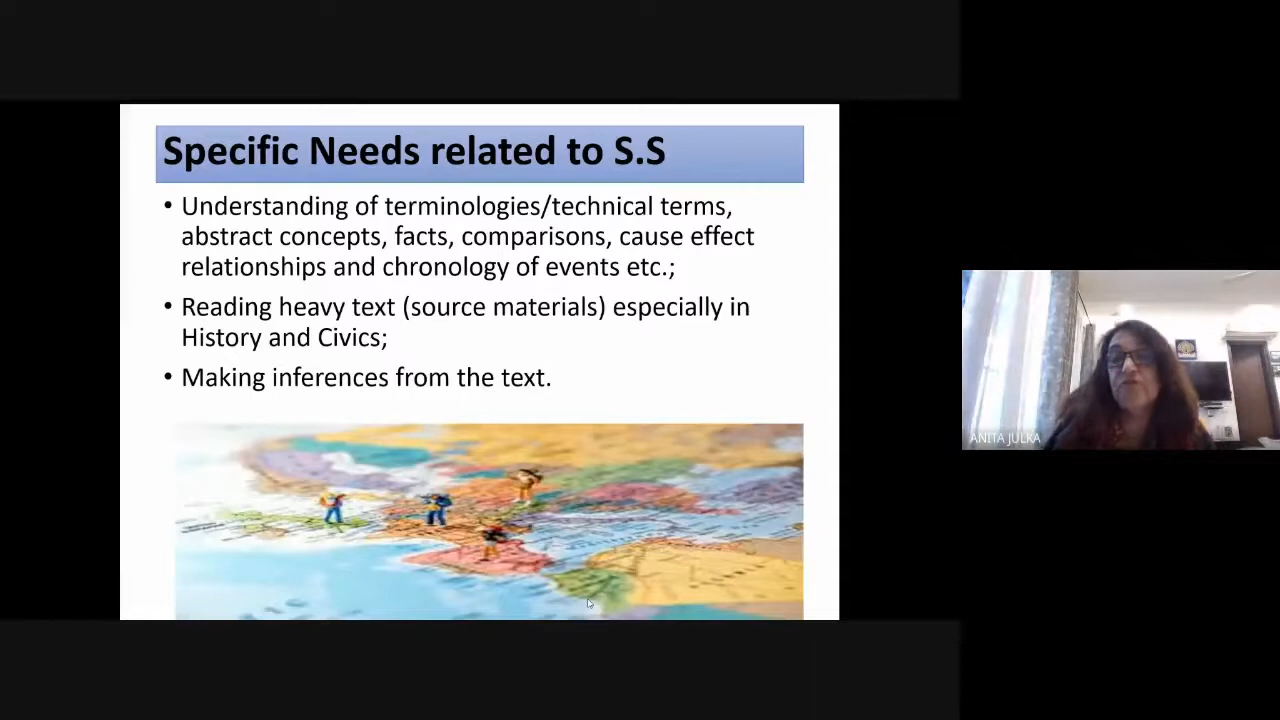 Specific Needs related to S.S
• Understanding of terminologies/technical terms,
abstract concepts, facts, comparisons, cause effect
relationships and chronology of events etc.;
• Reading heavy text (source materials) especially in
History and Civics;
• Making inferences from the text.
ANITA JULKA